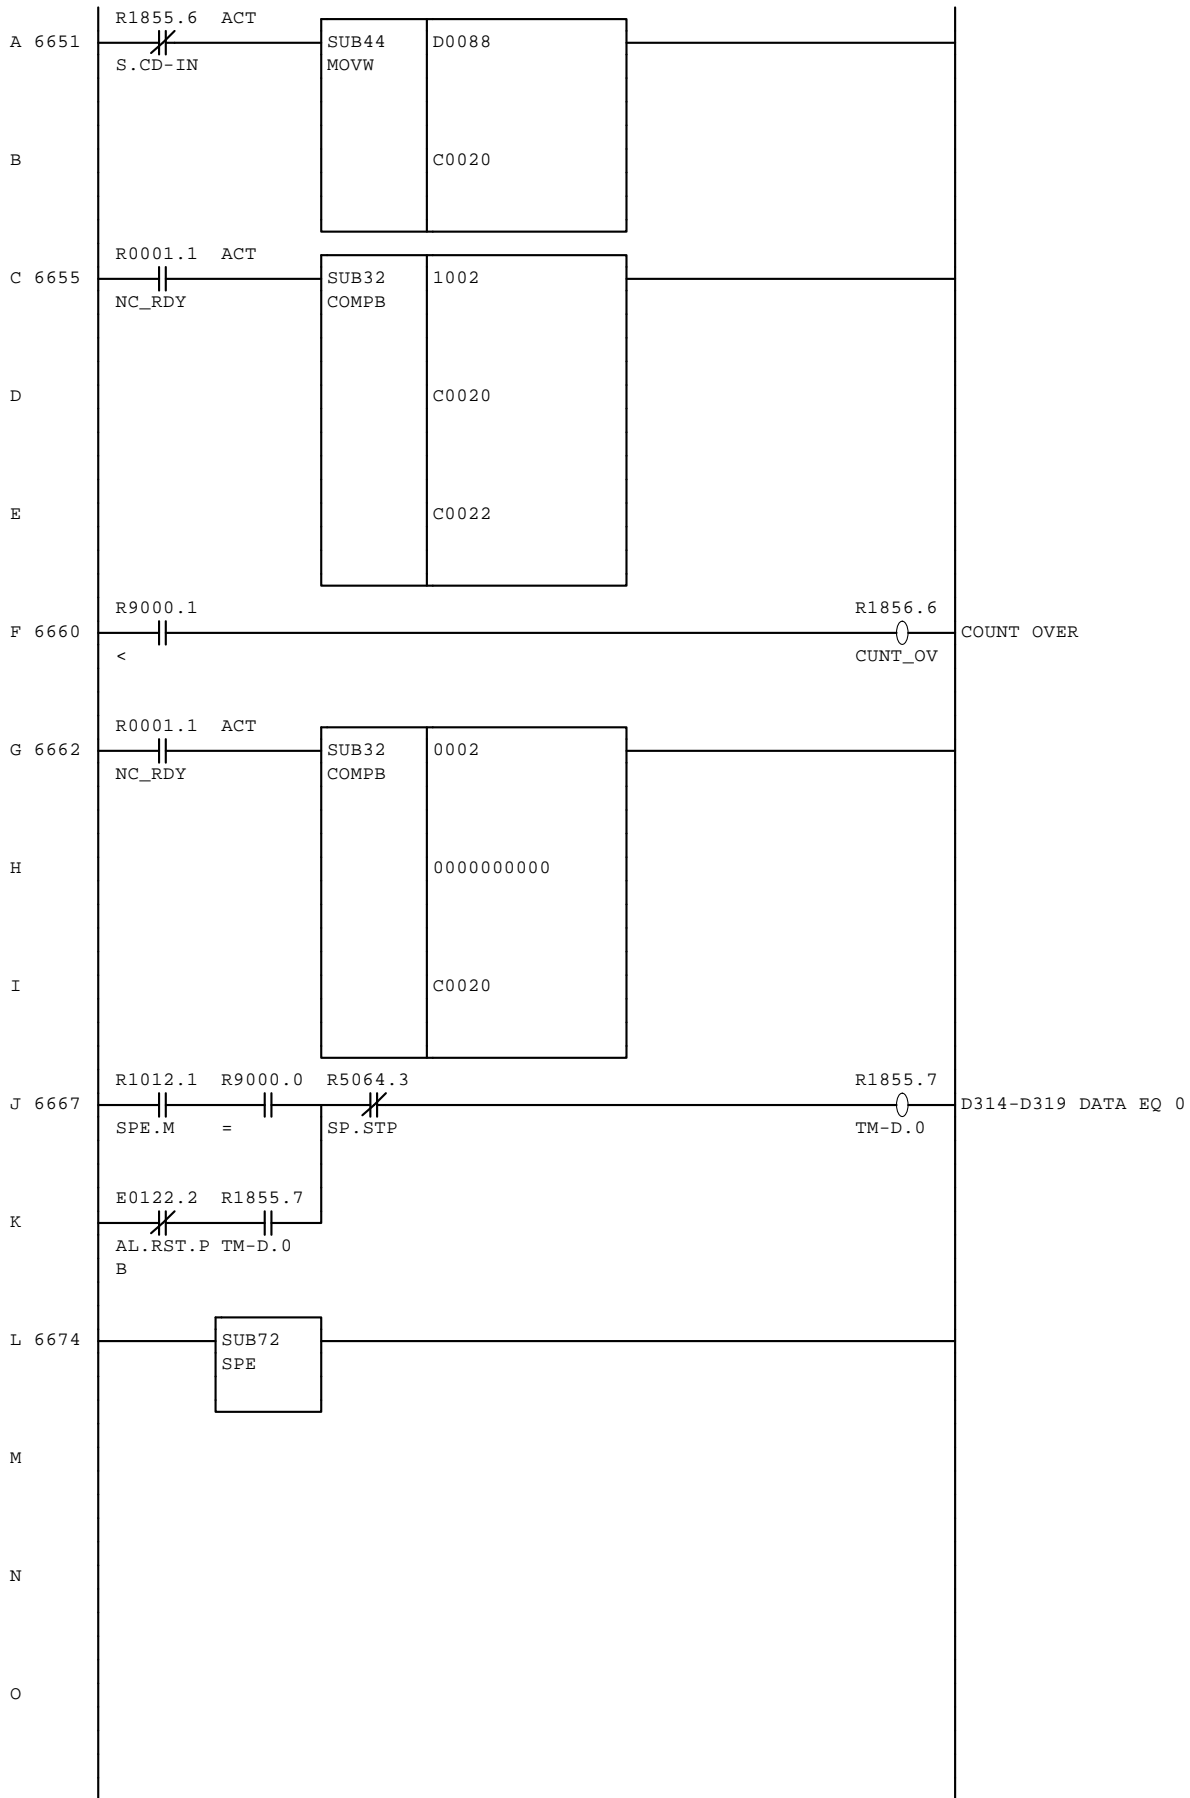 R1855.6 ACT
A 6651 SUB44 D0088
S.CD-IN MOVW
B C0020
R0001.1 ACT
C 6655 SUB32 1002
NC_RDY COMPB
D C0020
E C0022
R9000.1 R1856.6
F 6660 COUNT OVER
< CUNT_OV
R0001.1 ACT
G 6662 SUB32 0002
NC_RDY COMPB
H 0000000000
I C0020
R1012.1 R9000.0 R5064.3 R1855.7
J 6667 D314-D319 DATA EQ 0
SPE.M = SP.STP TM-D.0
E0122.2 R1855.7
K
AL.RST.P TM-D.0
B
L 6674 SUB72
SPE
M
N
O